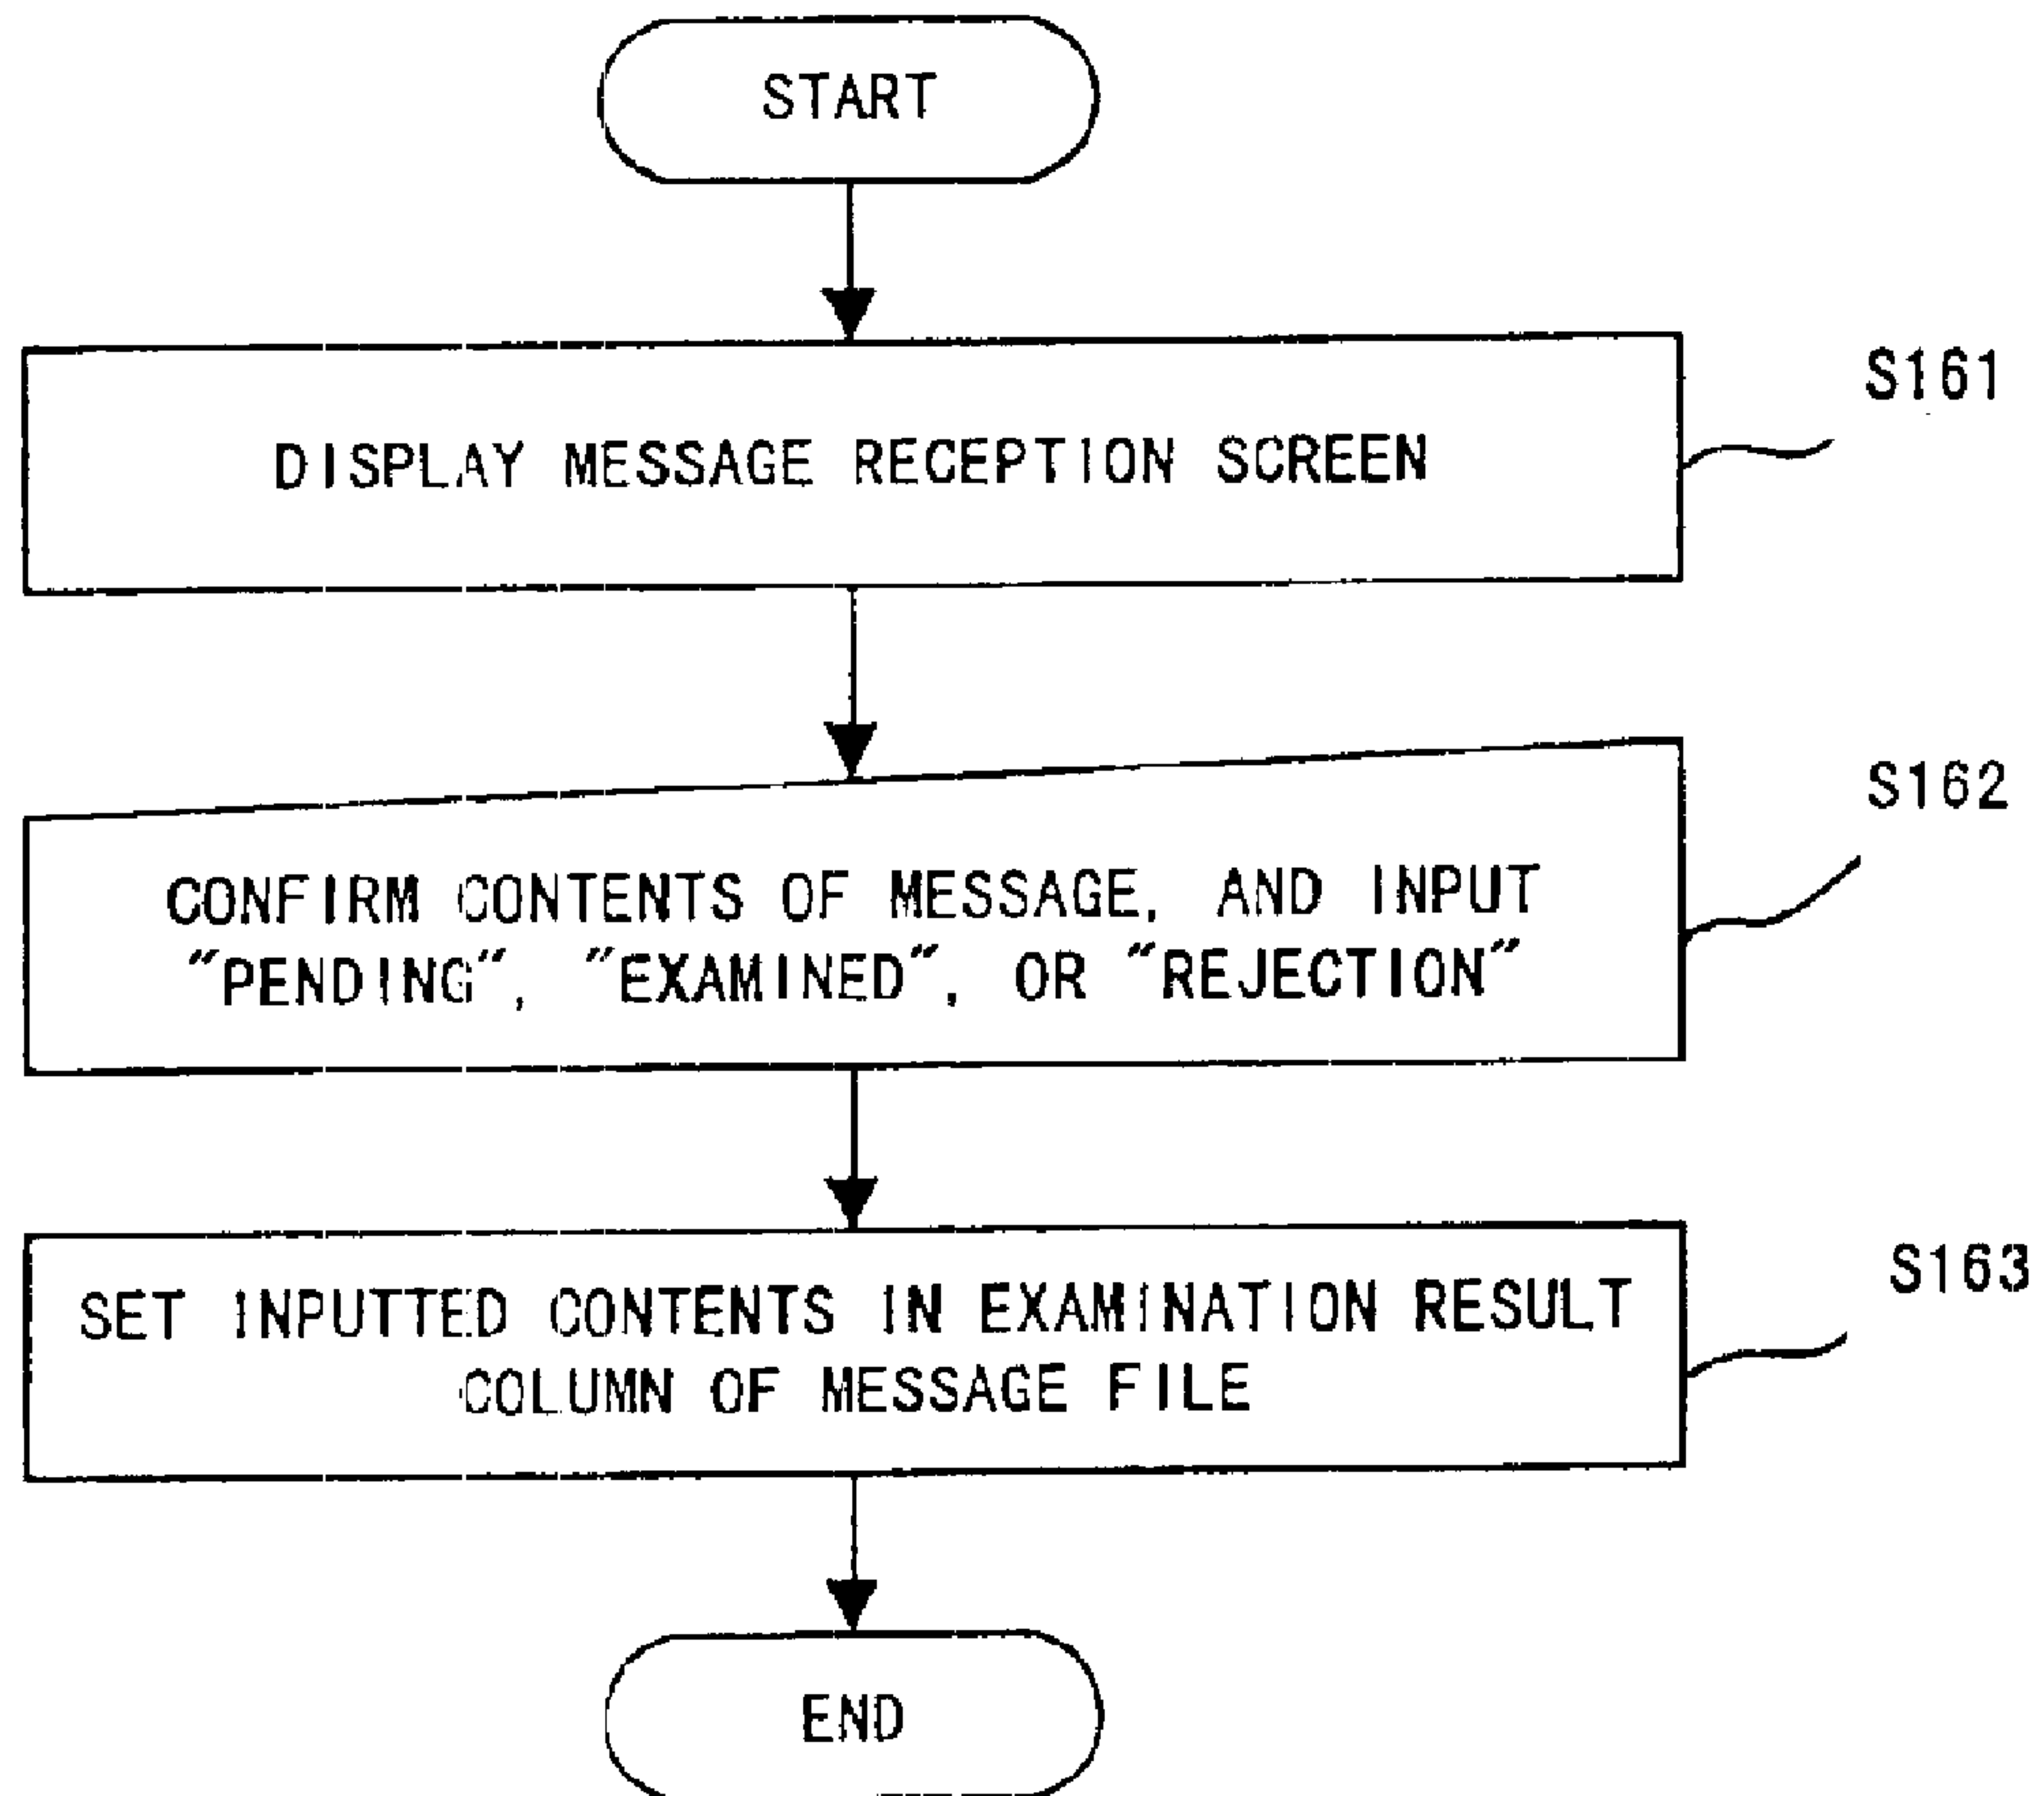 START
S161
DISPLAY MESSAGE RECEPTION SCREEN
S162
CONFIRM CONTENTS OF MESSAGE, AND INPUT
"PENDING", "EXAMINED", OR "REJECTION"
S163
SET INPUTTED CONTENTS IN EXAMINATION RESULT
COLUMN OF MESSAGE FILE
END